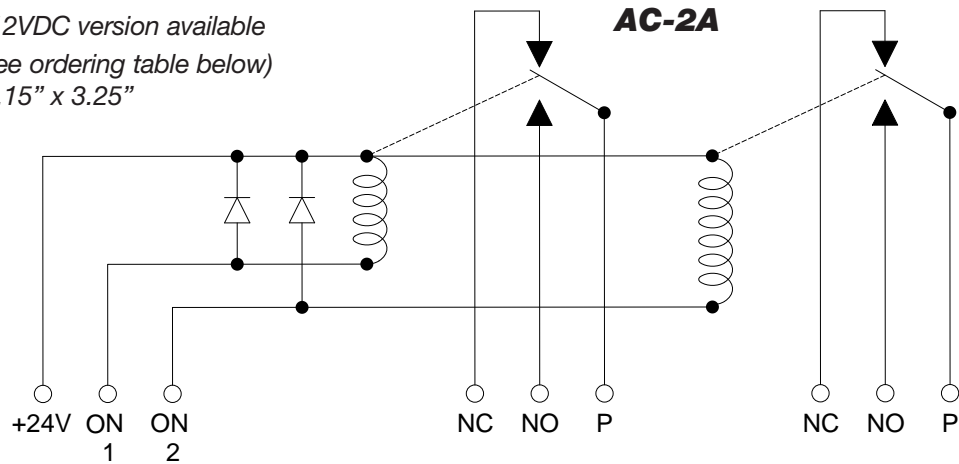 2VDC version available
ee ordering table below)
.15” x 3.25”
AC-2A
+24V ON 1 ON 2 NC NO P NC NO P